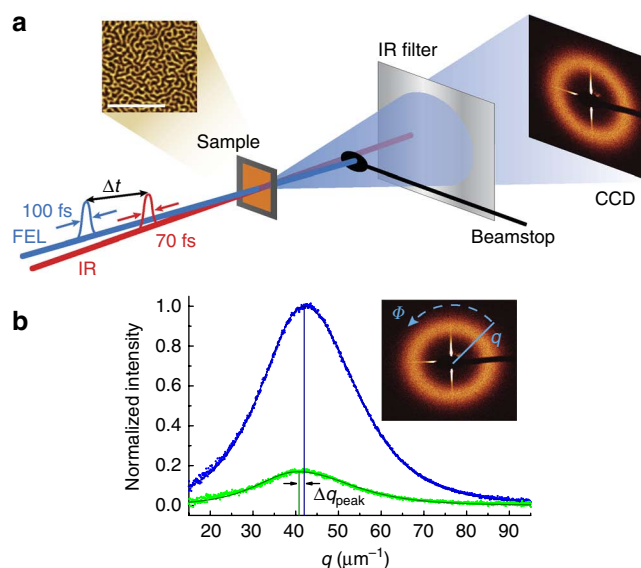 a
IR filter
Sample
Δt
100 fs
FEL
70 fs
IR
CCD
Beamstop
b
Normalized intensity
1.0
0.8
0.6
0.4
0.2
0.0
Φ
q
Δq_peak
15 20 30 40 50 60 70 80 90
q (μm⁻¹)